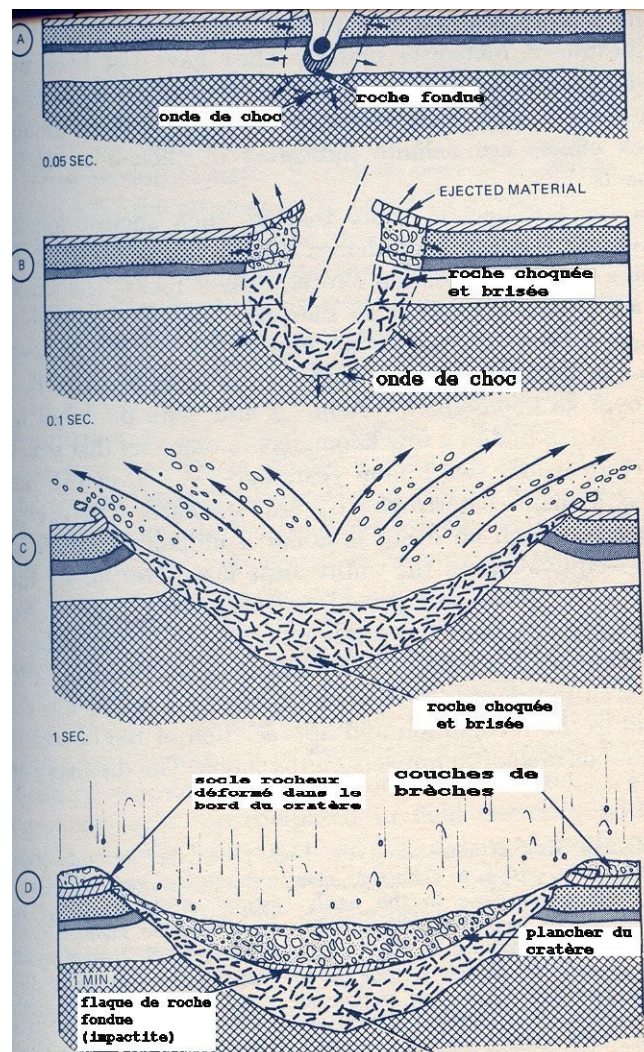 A
roche fondue
onde de choc
0.05 SEC.
EJECTED MATERIAL
B
roche choquée
et brisée
onde de choc
0.1 SEC.
C
roche choquée
et brisée
1 SEC.
socle rocheux
déformé dans le
bord du cratère
couches de
brèches
D
plancher du
cratère
1 MIN.
flaque de roche
fondue
(impactite)